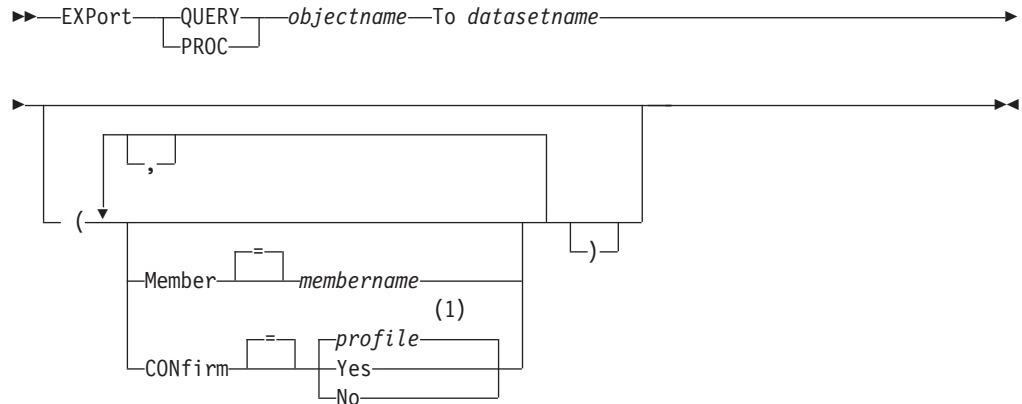 EXPort QUERY objectname To datasetname
PROC
,
(
)
Member = membername
(1)
CONfirm = profile
Yes
No